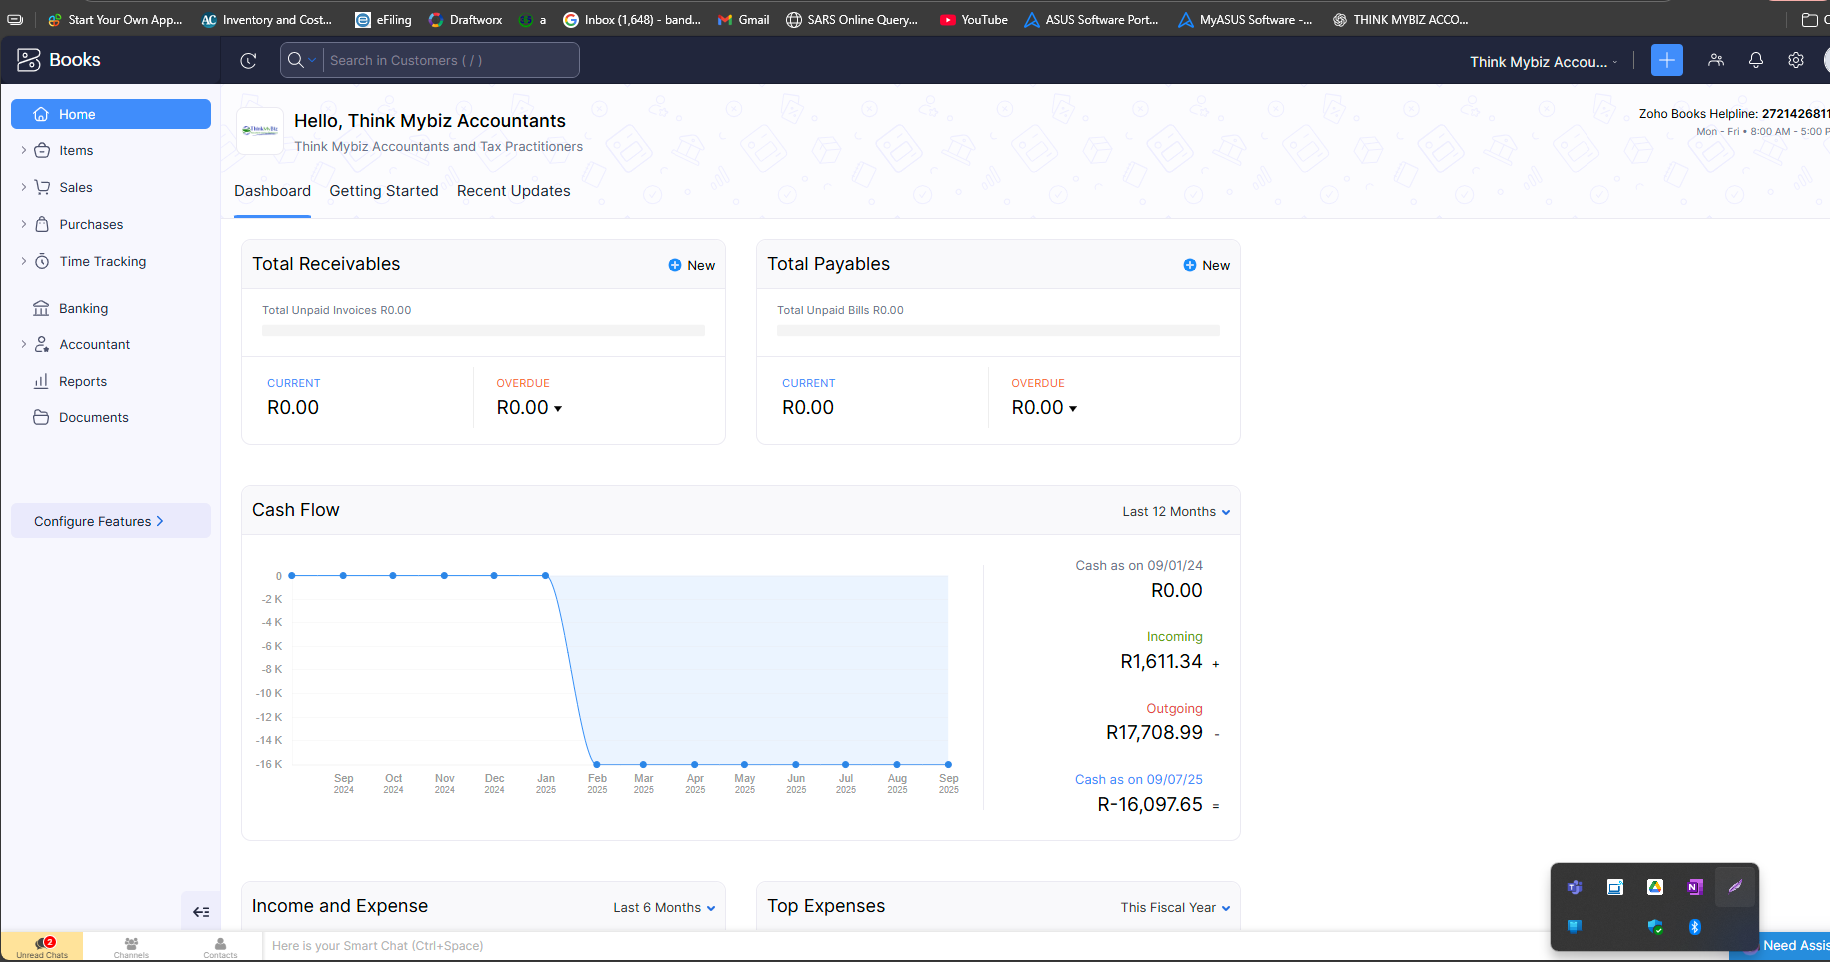 Start Your Own App...
AC Inventory and Cost...
eFiling
Draftworx
a
Inbox (1,648) - band...
Gmail
SARS Online Query...
YouTube
ASUS Software Port...
MyASUS Software -...
THINK MYBIZ ACCO...
Books
Search in Customers ( / )
Think Mybiz Accou...
Home
Items
Sales
Purchases
Time Tracking
Banking
Accountant
Reports
Documents
Configure Features
Hello, Think Mybiz Accountants
Think Mybiz Accountants and Tax Practitioners
Zoho Books Helpline: 2721426811
Mon - Fri • 8:00 AM - 5:00 P
Dashboard
Getting Started
Recent Updates
Total Receivables
New
Total Unpaid Invoices R0.00
CURRENT
R0.00
OVERDUE
R0.00
Total Payables
New
Total Unpaid Bills R0.00
CURRENT
R0.00
OVERDUE
R0.00
Cash Flow
Last 12 Months
0
-2 K
-4 K
-6 K
-8 K
-10 K
-12 K
-14 K
-16 K
Sep 2024
Oct 2024
Nov 2024
Dec 2024
Jan 2025
Feb 2025
Mar 2025
Apr 2025
May 2025
Jun 2025
Jul 2025
Aug 2025
Sep 2025
Cash as on 09/01/24
R0.00
Incoming
R1,611.34 +
Outgoing
R17,708.99 -
Cash as on 09/07/25
R-16,097.65 =
Income and Expense
Last 6 Months
Top Expenses
This Fiscal Year
2
Unread Chats
Channels
Contacts
Here is your Smart Chat (Ctrl+Space)
Need Assis